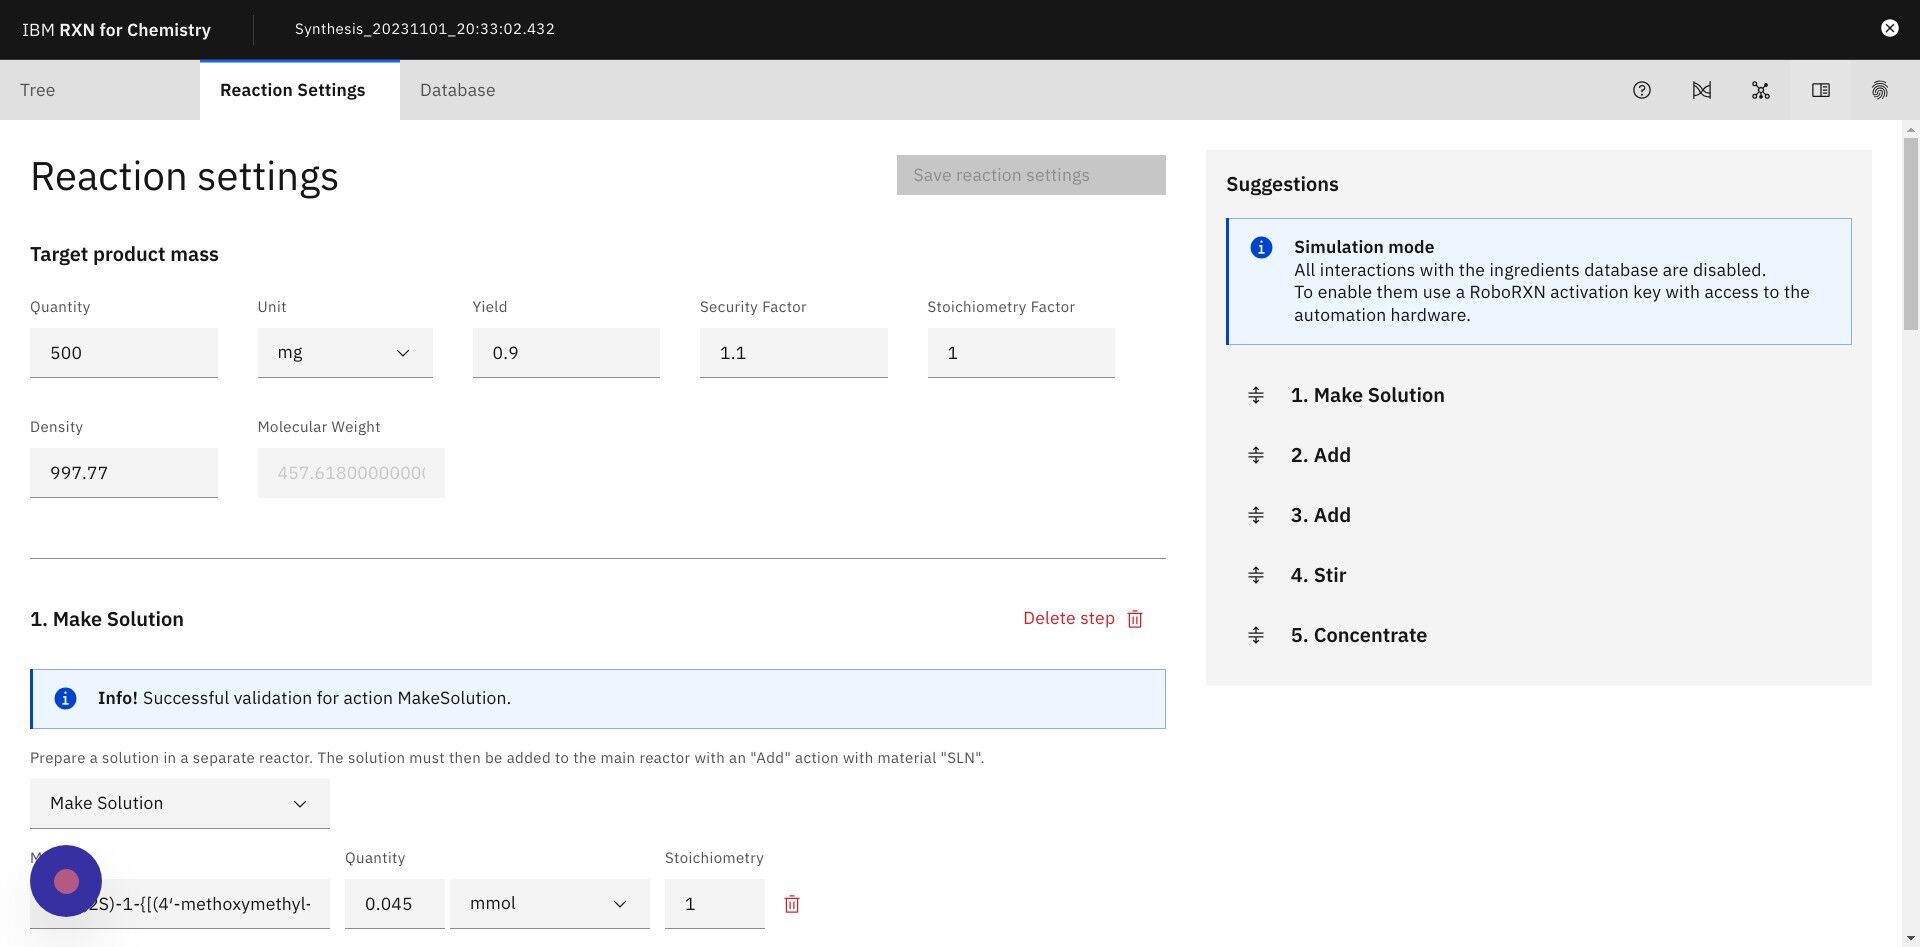 IBM RXN for Chemistry
Synthesis_20231101_20:33:02.432
Tree
Reaction Settings
Database
Reaction settings
Save reaction settings
Target product mass
Quantity
Unit
Yield
Security Factor
Stoichiometry Factor
500
mg
0.9
1.1
1
Density
Molecular Weight
997.77
457.6180000000
1. Make Solution
Delete step
Info! Successful validation for action MakeSolution.
Prepare a solution in a separate reactor. The solution must then be added to the main reactor with an "Add" action with material "SLN".
Make Solution
Quantity
Stoichiometry
2S)-1-{[(4'-methoxymethyl-
0.045
mmol
1
Suggestions
Simulation mode
All interactions with the ingredients database are disabled.
To enable them use a RoboRXN activation key with access to the
automation hardware.
1. Make Solution
2. Add
3. Add
4. Stir
5. Concentrate